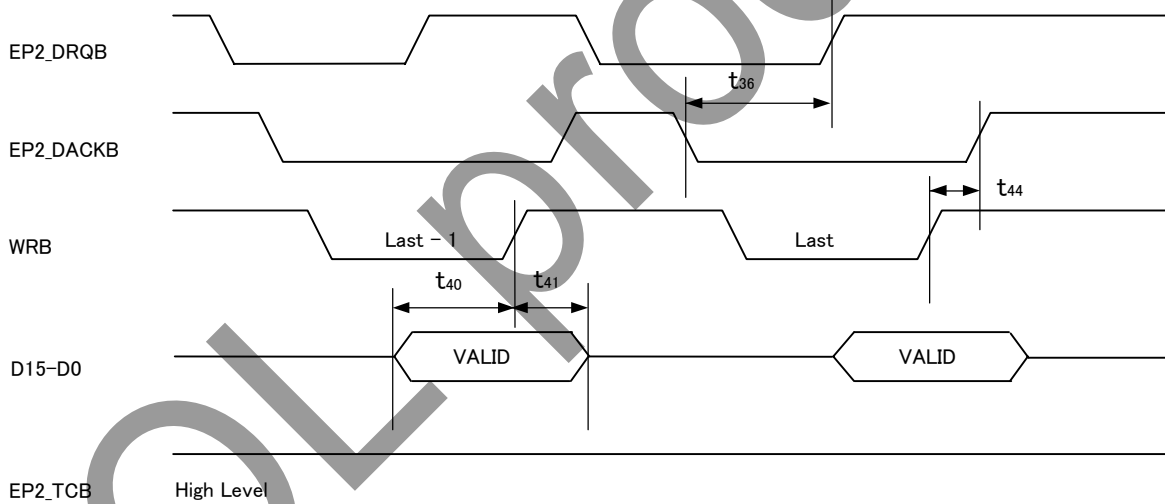 EP2_DRQB
t36
EP2_DACKB
t44
WRB
Last - 1
Last
t40
t41
D15-D0
VALID
VALID
EP2_TCB
High Level